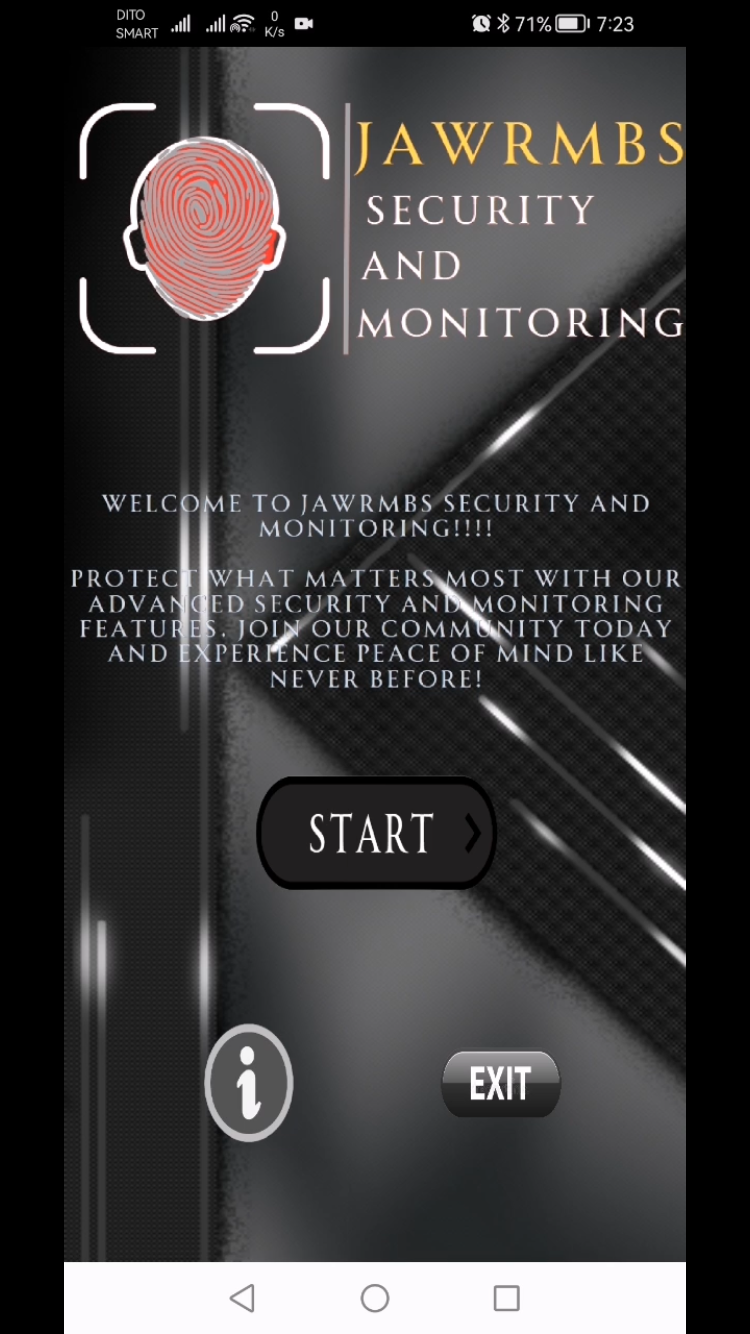 DITO
SMART
0
K/s
71%
7:23
JAWRMBS
SECURITY
AND
MONITORING
WELCOME TO JAWRMBS SECURITY AND
MONITORING!!!!
PROTECT WHAT MATTERS MOST WITH OUR
ADVANCED SECURITY AND MONITORING
FEATURES. JOIN OUR COMMUNITY TODAY
AND EXPERIENCE PEACE OF MIND LIKE
NEVER BEFORE!
START
i
EXIT